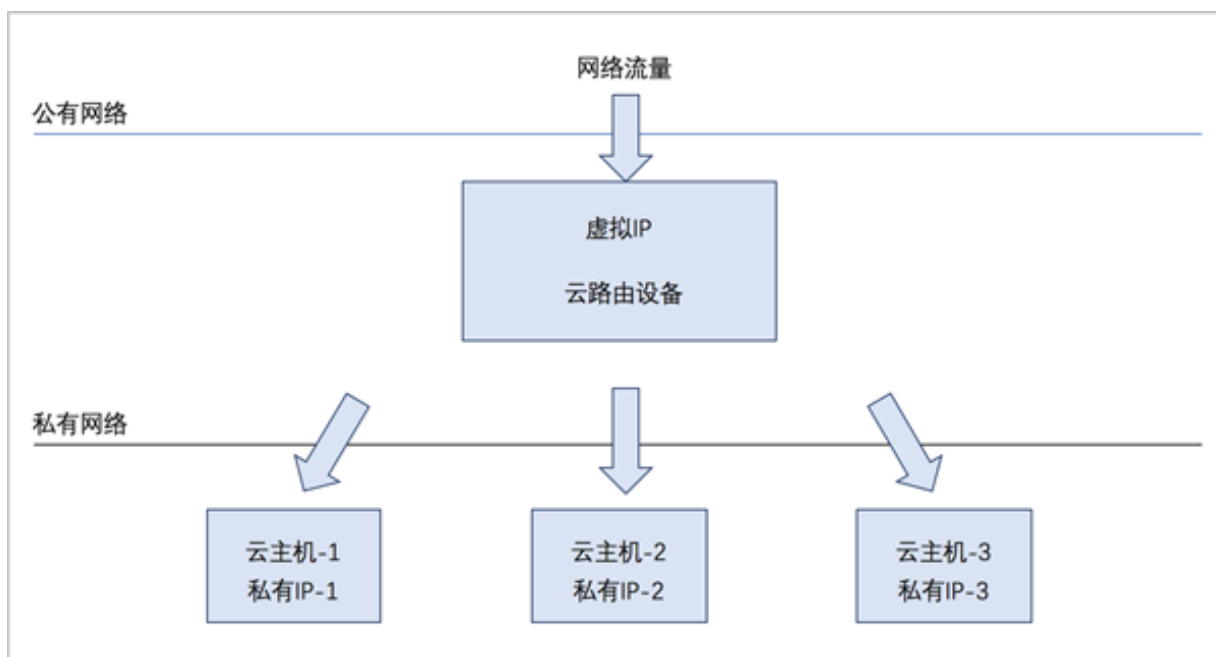 网络流量
公有网络
虚拟IP
云路由设备
私有网络
云主机-1
私有IP-1
云主机-2
私有IP-2
云主机-3
私有IP-3